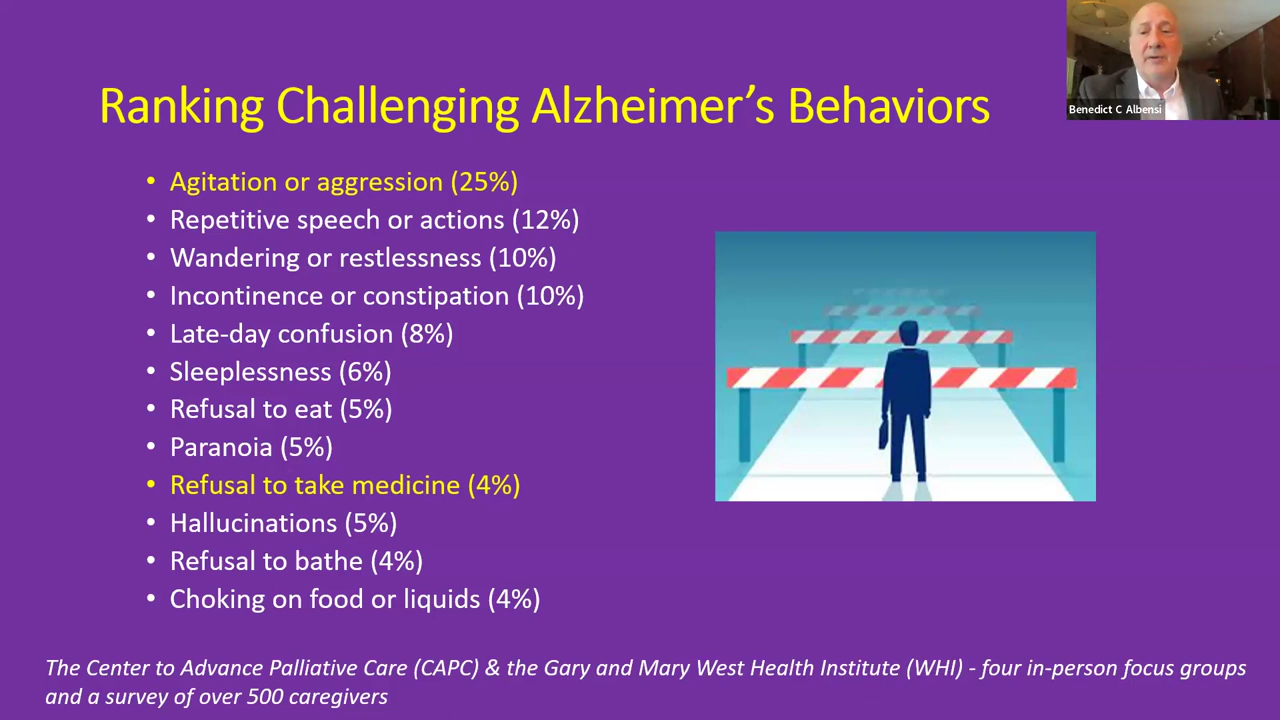 Benedict C Albensi
Ranking Challenging Alzheimer's Behaviors
• Agitation or aggression (25%)
• Repetitive speech or actions (12%)
• Wandering or restlessness (10%)
• Incontinence or constipation (10%)
• Late-day confusion (8%)
• Sleeplessness (6%)
• Refusal to eat (5%)
• Paranoia (5%)
• Refusal to take medicine (4%)
• Hallucinations (5%)
• Refusal to bathe (4%)
• Choking on food or liquids (4%)
The Center to Advance Palliative Care (CAPC) & the Gary and Mary West Health Institute (WHI) - four in-person focus groups
and a survey of over 500 caregivers